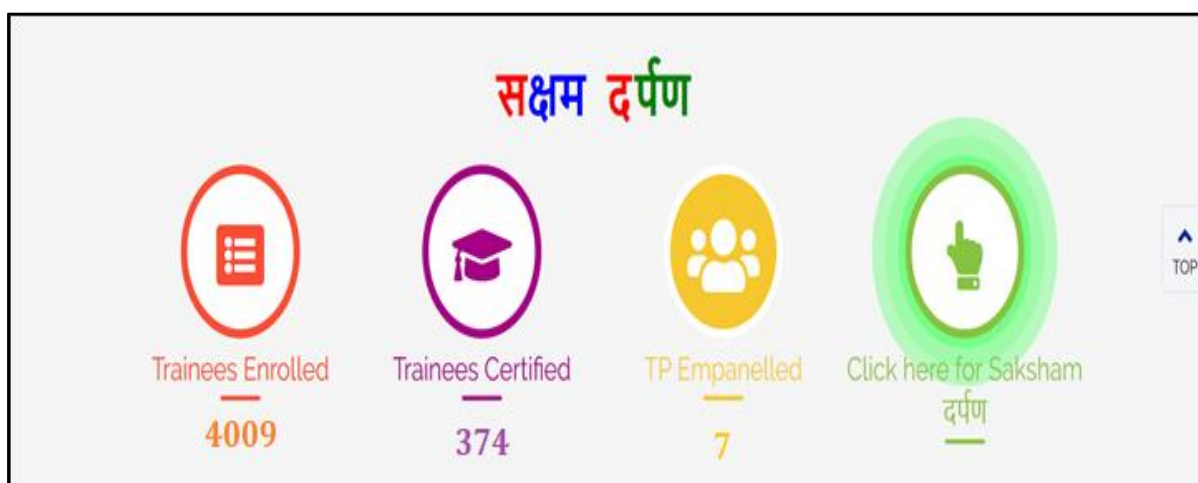 सक्षम दर्पण
Trainees Enrolled
4009
Trainees Certified
374
TP Empanelled
7
Click here for Saksham
दर्पण
TOP